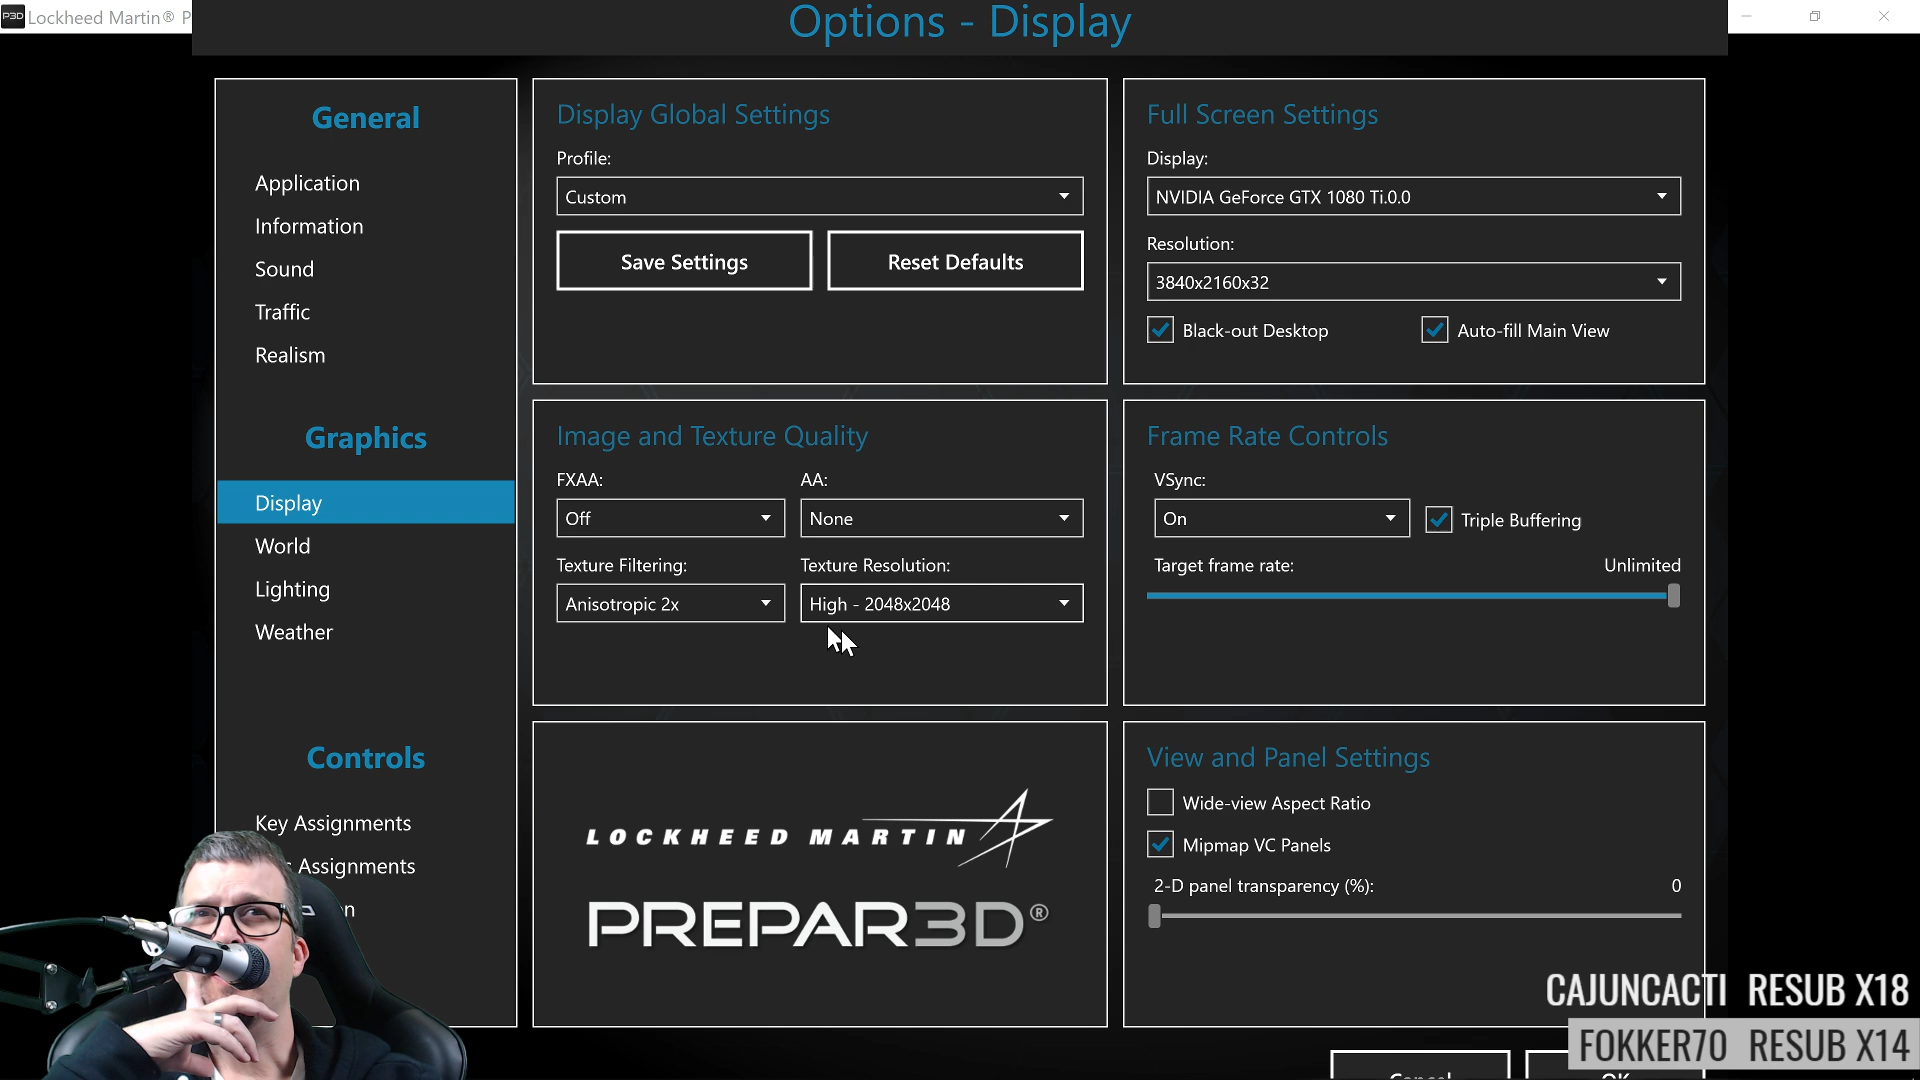 P3D Lockheed Martin® P
Options - Display
General
Application
Information
Sound
Traffic
Realism
Graphics
Display
World
Lighting
Weather
Controls
Key Assignments
Assignments
Display Global Settings
Profile:
Custom
Save Settings
Reset Defaults
Full Screen Settings
Display:
NVIDIA GeForce GTX 1080 Ti.0.0
Resolution:
3840x2160x32
Black-out Desktop
Auto-fill Main View
Image and Texture Quality
FXAA:
AA:
Off
None
Texture Filtering:
Texture Resolution:
Anisotropic 2x
High - 2048x2048
Frame Rate Controls
VSync:
On
Triple Buffering
Target frame rate:
Unlimited
LOCKHEED MARTIN
PREPAR3D®
View and Panel Settings
Wide-view Aspect Ratio
Mipmap VC Panels
2-D panel transparency (%):
0
CAJUNCACTI RESUB X18
FOKKER70 RESUB X14